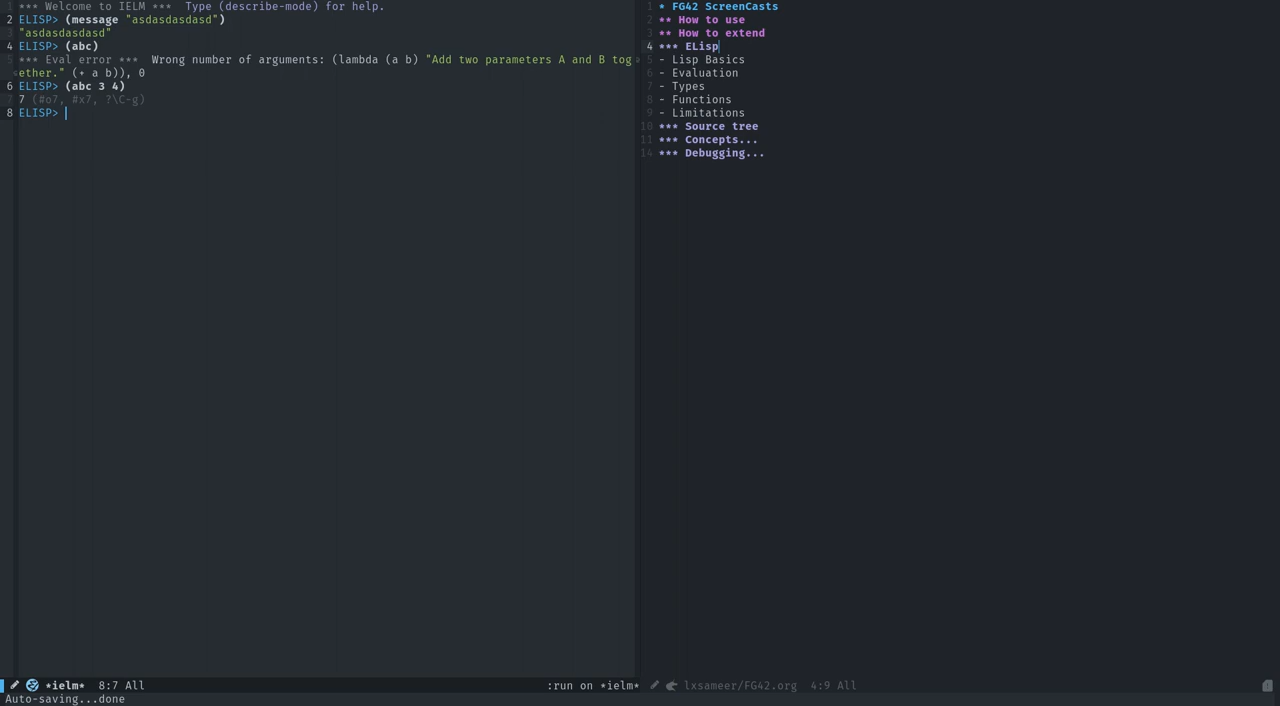 1 *** Welcome to IELM ***  Type (describe-mode) for help.
2 ELISP> (message "asdasdasdasd")
3 "asdasdasdasd"
4 ELISP> (abc)
5 *** Eval error ***  Wrong number of arguments: (lambda (a b) "Add two parameters A and B tog
ether." (+ a b)), 0
6 ELISP> (abc 3 4)
7 7 (#o7, #x7, ?\C-g)
8 ELISP>
*ielm*  8:7 All  :run on *ielm*
1 * FG42 ScreenCasts
2 ** How to use
3 ** How to extend
4 *** ELisp
5 - Lisp Basics
6 - Evaluation
7 - Types
8 - Functions
9 - Limitations
10 *** Source tree
11 *** Concepts...
14 *** Debugging...
lxsameer/FG42.org  4:9 All
Auto-saving...done